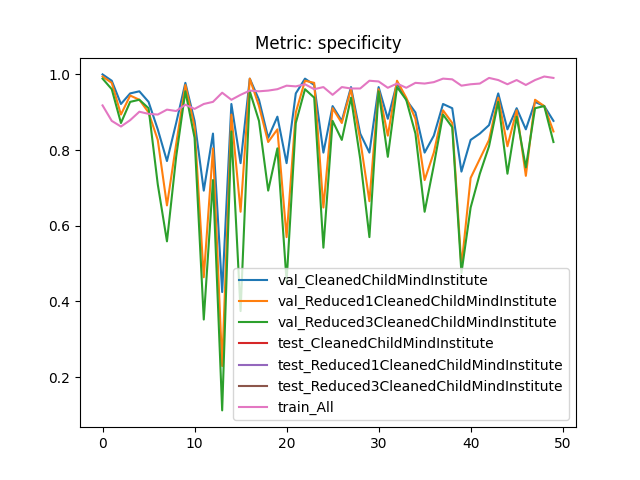 Metric: specificity
1.0
0.8
0.6
0.4
0.2
0
10
20
30
40
50
val_CleanedChildMindInstitute
val_Reduced1CleanedChildMindInstitute
val_Reduced3CleanedChildMindInstitute
test_CleanedChildMindInstitute
test_Reduced1CleanedChildMindInstitute
test_Reduced3CleanedChildMindInstitute
train_All